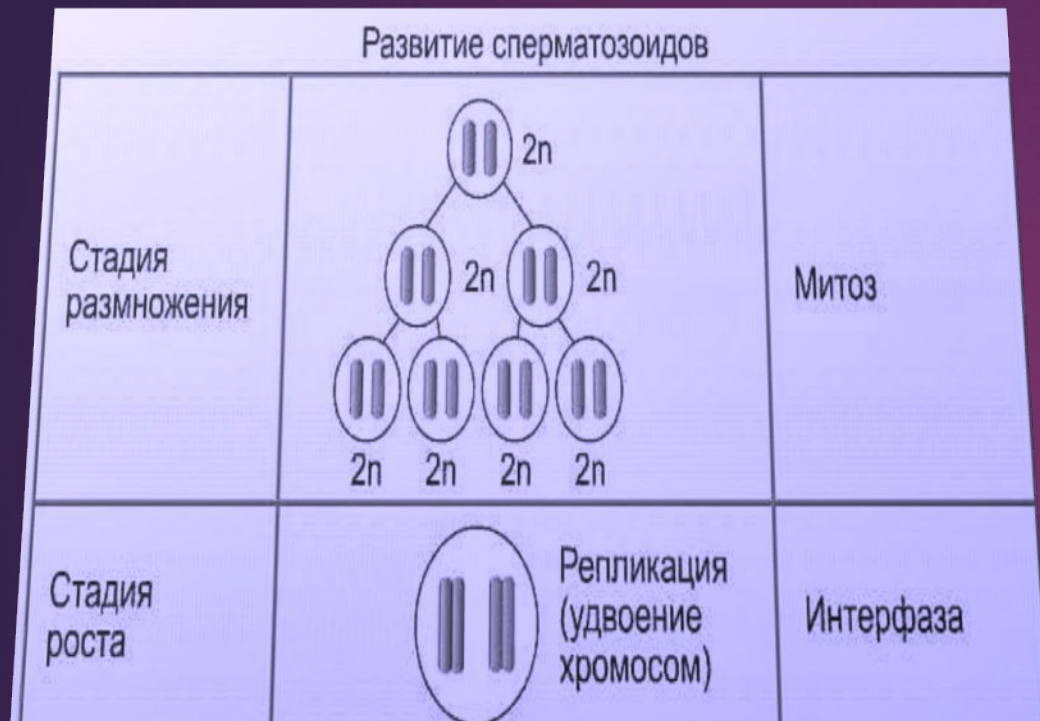 Развитие сперматозоидов
Стадия
размножения
2n
2n
2n
2n
2n
2n
2n
Митоз
Стадия
роста
Репликация
(удвоение
хромосом)
Интерфаза